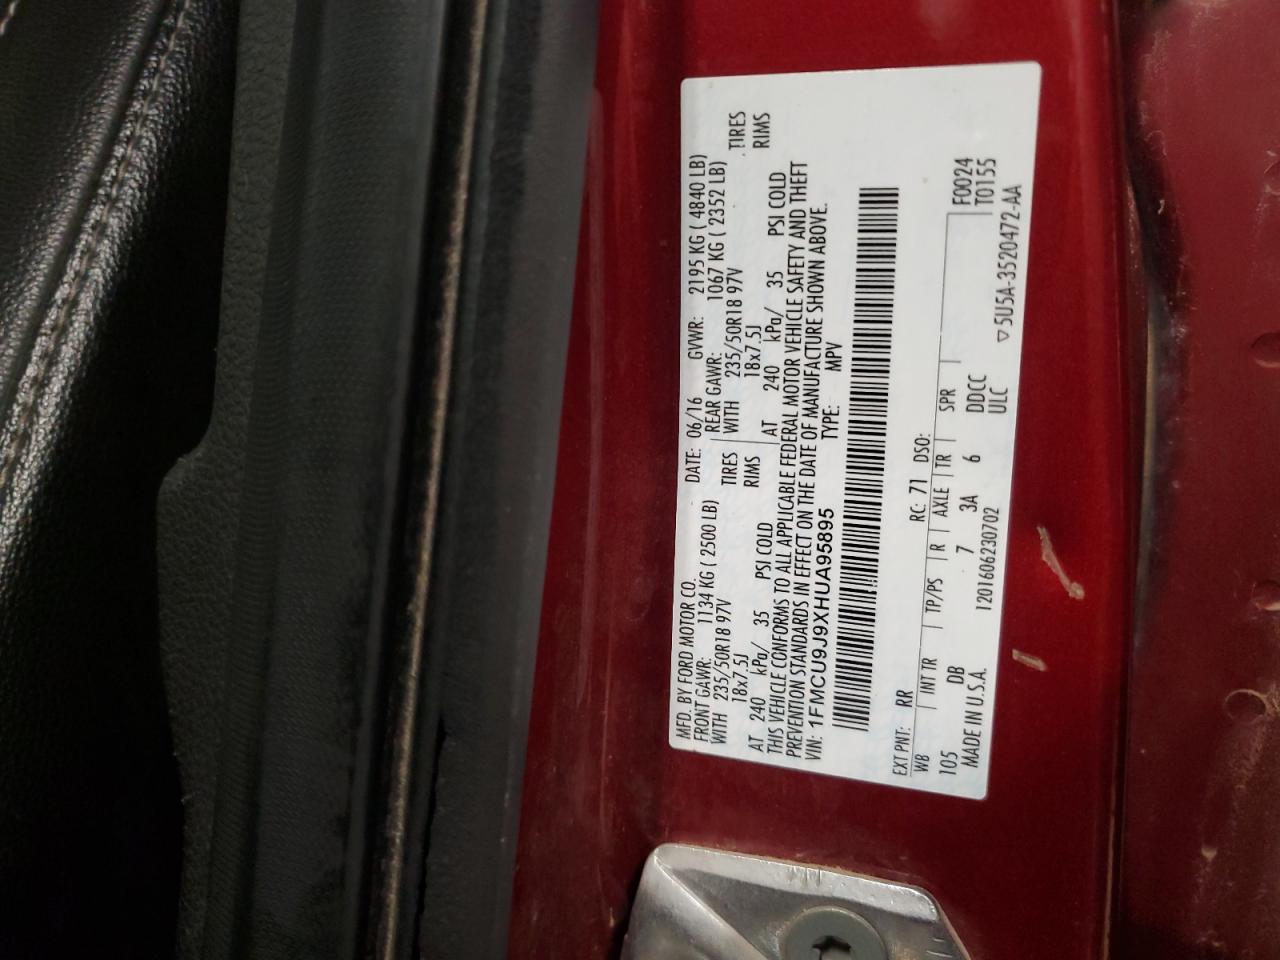 MFD. BY FORD MOTOR CO. DATE: 06/16 GVWR: 2195 KG ( 4840 LB)
FRONT GAWR: 1134 KG ( 2500 LB) REAR GAWR: 1067 KG ( 2352 LB)
WITH 235/50R18 97V TIRES WITH 235/50R18 97V TIRES
18x7.5J RIMS 18x7.5J RIMS
AT 240 kPa/ 35 PSI COLD AT 240 kPa/ 35 PSI COLD
THIS VEHICLE CONFORMS TO ALL APPLICABLE FEDERAL MOTOR VEHICLE SAFETY AND THEFT
PREVENTION STANDARDS IN EFFECT ON THE DATE OF MANUFACTURE SHOWN ABOVE.
VIN: 1FMCU9J9XHUA95895 TYPE: MPV
EXT PNT: RR RC: 71 DSO:
WB INT TR TP/PS R AXLE TR SPR F0024
105 DB 7 3A 6 DDCC T0155
MADE IN U.S.A. 1201606230702 ULC ▽5U5A-3520472-AA